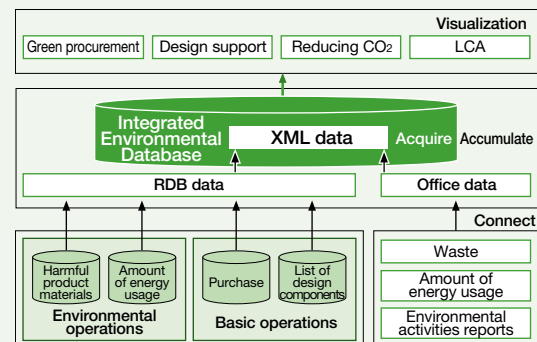 Visualization
Green procurement
Design support
Reducing CO2
LCA
Integrated
Environmental
Database
XML data
Acquire
Accumulate
RDB data
Office data
Connect
Harmful
product
materials
Amount
of energy
usage
Environmental
operations
Purchase
List of
design
components
Basic operations
Waste
Amount of
energy usage
Environmental
activities reports